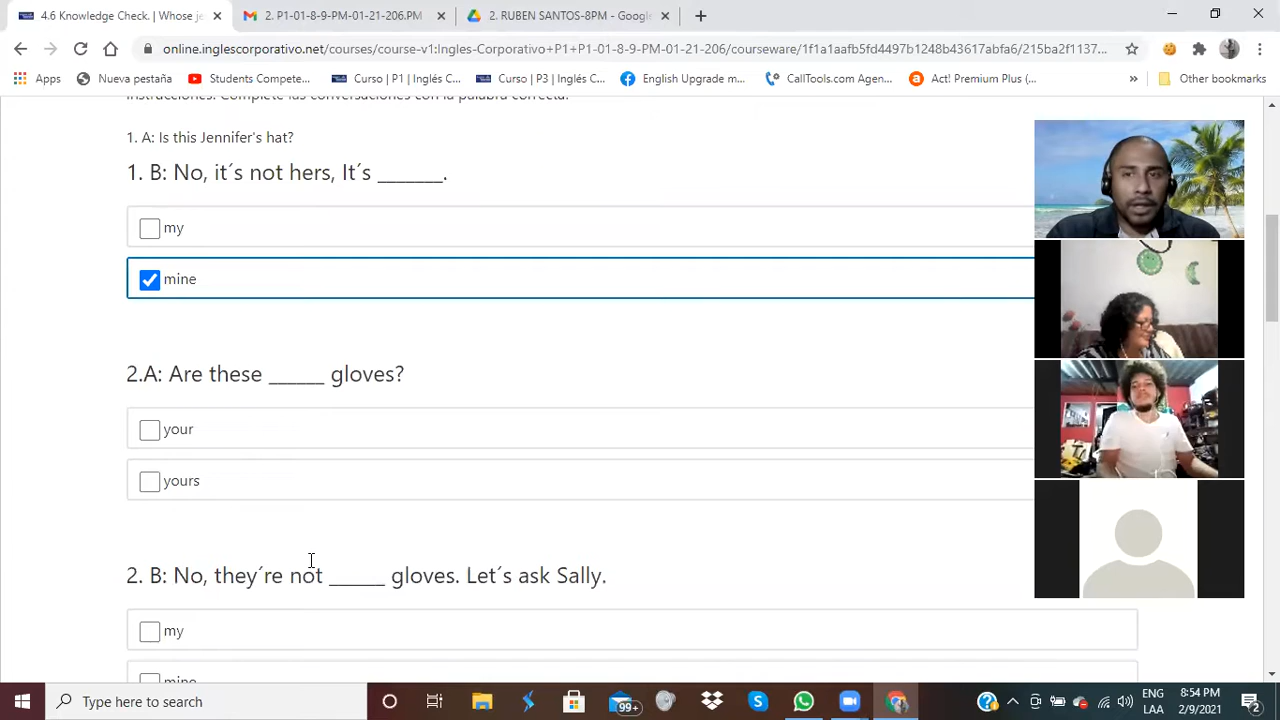 4.6 Knowledge Check. | Whose je
2. P1-01-8-9-PM-01-21-206.PM
2. RUBEN SANTOS-8PM - Google
online.inglescorporativo.net/courses/course-v1:Ingles-Corporativo+P1+P1-01-8-9-PM-01-21-206/courseware/1f1a1aafb5fd4497b1248b43617abfa6/215ba2f1137...
Apps
Nueva pestaña
Students Compete...
Curso | P1 | Inglés C...
Curso | P3 | Inglés C...
English Upgrade m...
CallTools.com Agen...
Act! Premium Plus (...
»
Other bookmarks
Instrucciones. Complete las conversaciones con la palabra correcta.
1. A: Is this Jennifer's hat?
1. B: No, it´s not hers, It´s _______.
my
mine
2.A: Are these ______ gloves?
your
yours
2. B: No, they´re not ______ gloves. Let´s ask Sally.
my
mine
Type here to search
99+
ENG
LAA
8:54 PM
2/9/2021
2